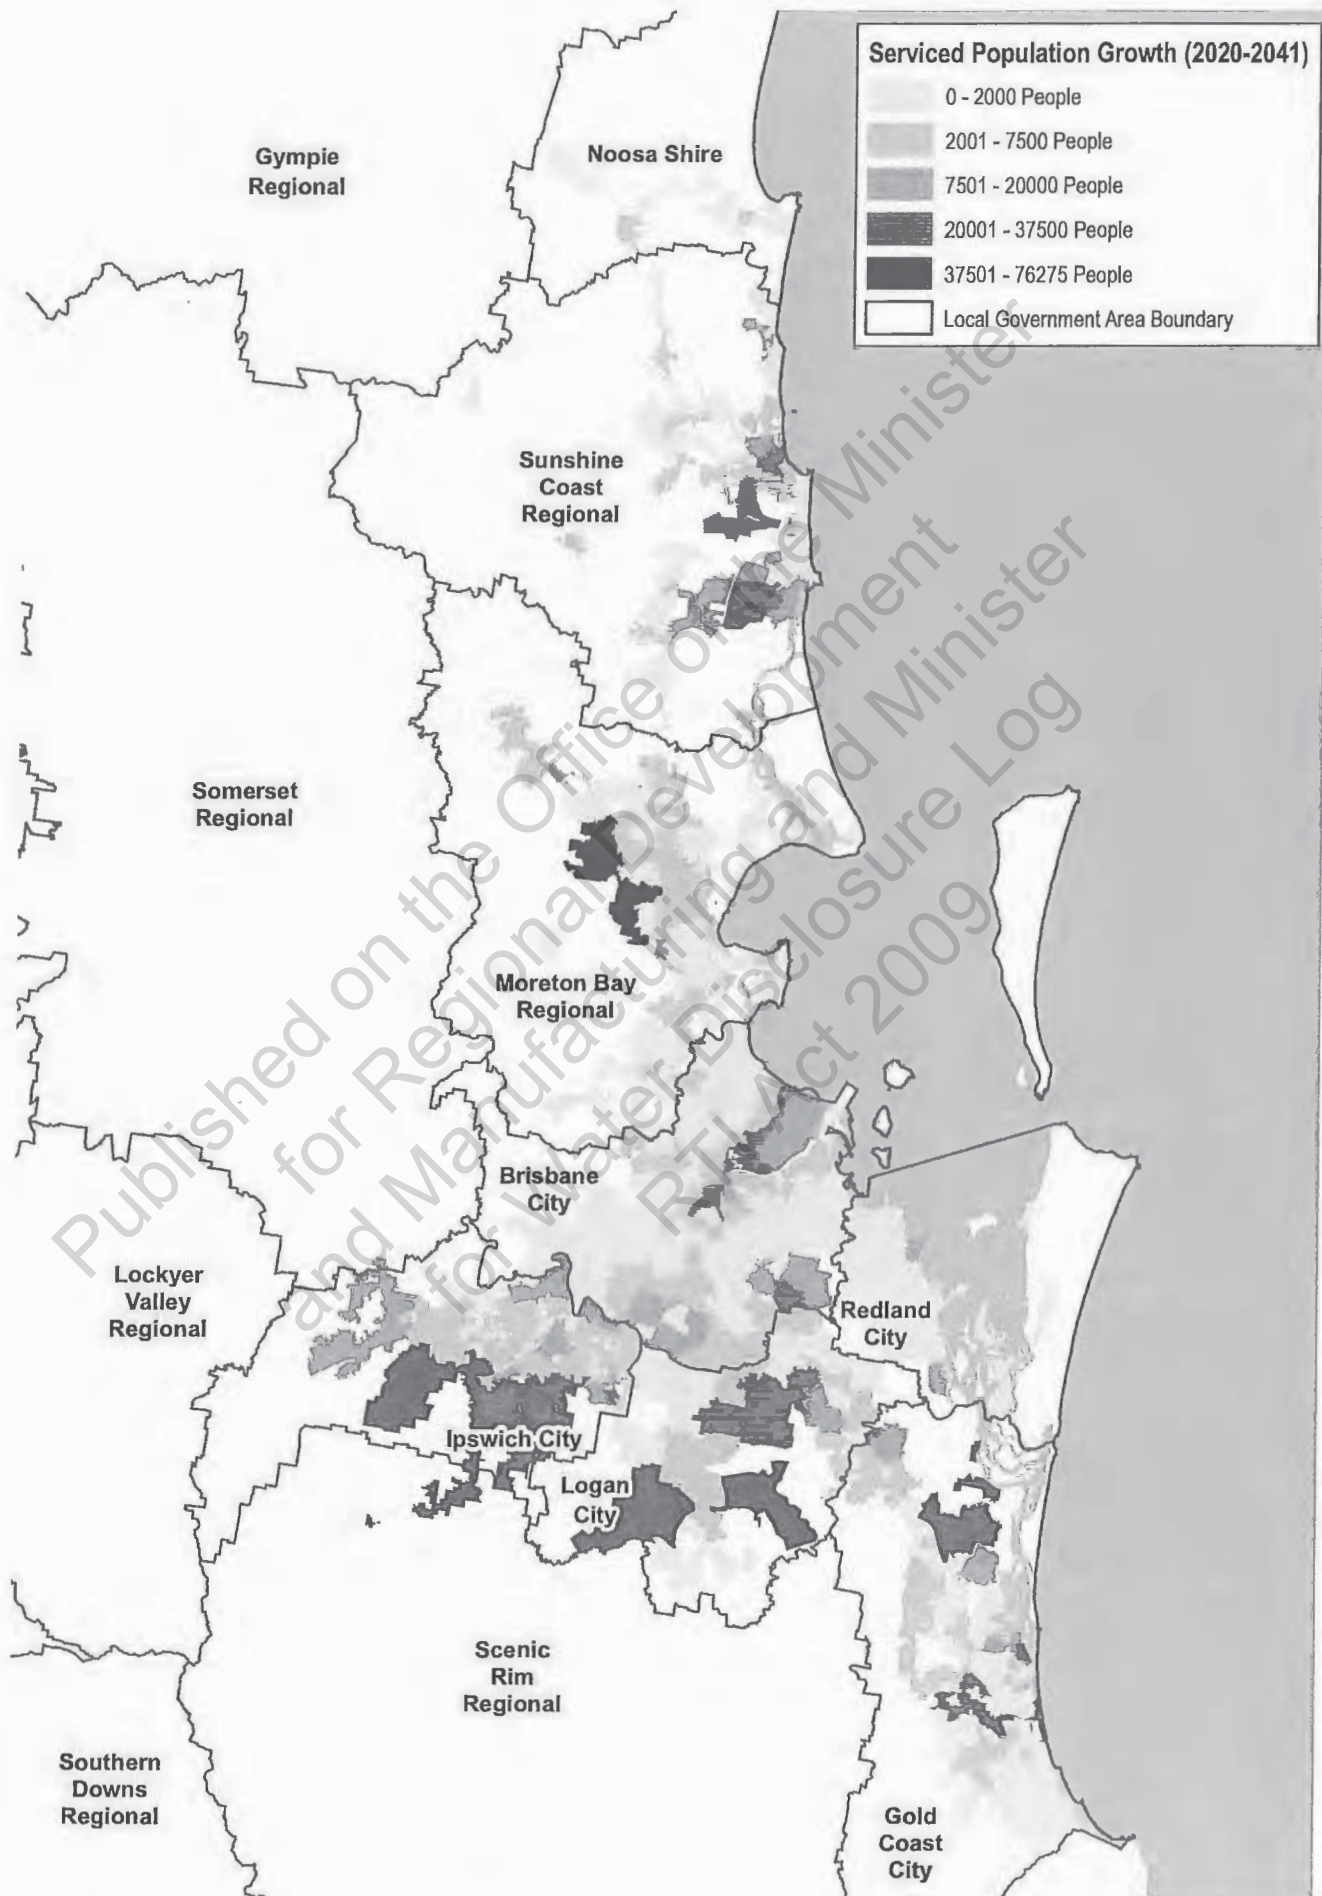 Serviced Population Growth (2020-2041)
0 - 2000 People
2001 - 7500 People
7501 - 20000 People
20001 - 37500 People
37501 - 76275 People
Local Government Area Boundary
Gympie
Regional
Noosa Shire
Sunshine
Coast
Regional
Somerset
Regional
Moreton Bay
Regional
Brisbane
City
Lockyer
Valley
Regional
Redland
City
Ipswich City
Logan
City
Scenic
Rim
Regional
Southern
Downs
Regional
Gold
Coast
City
Published on the Office of the Minister
for Regional Development
and Manufacturing and Minister
for Water Disclosure Log
RTI Act 2009